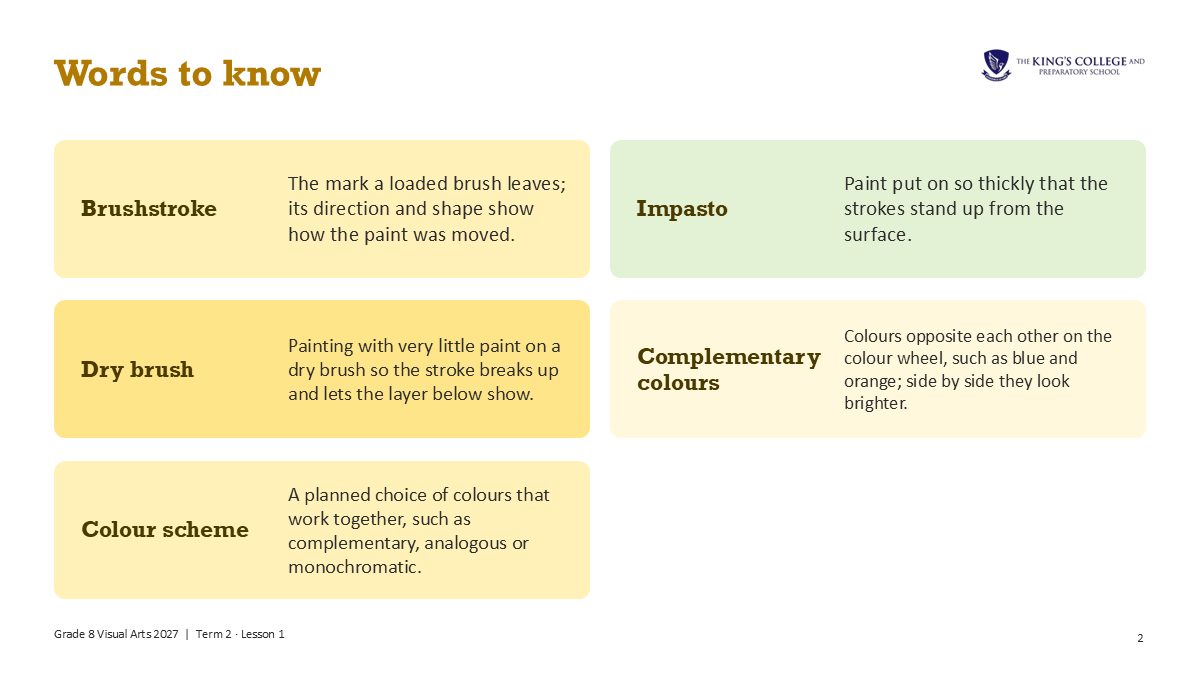 Words to know
THE KING'S COLLEGE AND
PREPARATORY SCHOOL
Brushstroke
The mark a loaded brush leaves;
its direction and shape show
how the paint was moved.
Impasto
Paint put on so thickly that the
strokes stand up from the
surface.
Dry brush
Painting with very little paint on a
dry brush so the stroke breaks up
and lets the layer below show.
Complementary
colours
Colours opposite each other on the
colour wheel, such as blue and
orange; side by side they look
brighter.
Colour scheme
A planned choice of colours that
work together, such as
complementary, analogous or
monochromatic.
Grade 8 Visual Arts 2027 | Term 2 · Lesson 1
2